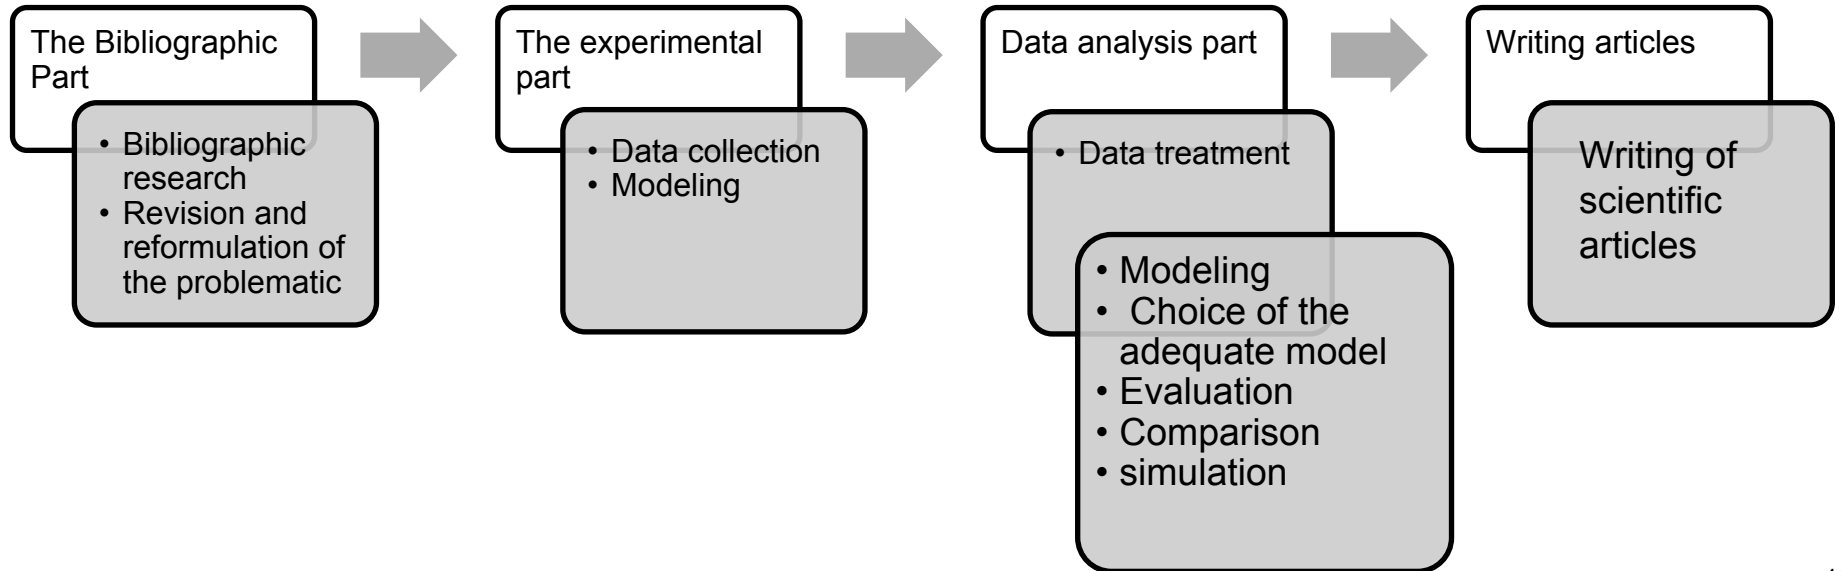 The Bibliographic
Part
• Bibliographic
research
• Revision and
reformulation of
the problematic
The experimental
part
• Data collection
• Modeling
Data analysis part
• Data treatment
• Modeling
• Choice of the
adequate model
• Evaluation
• Comparison
• simulation
Writing articles
Writing of
scientific
articles